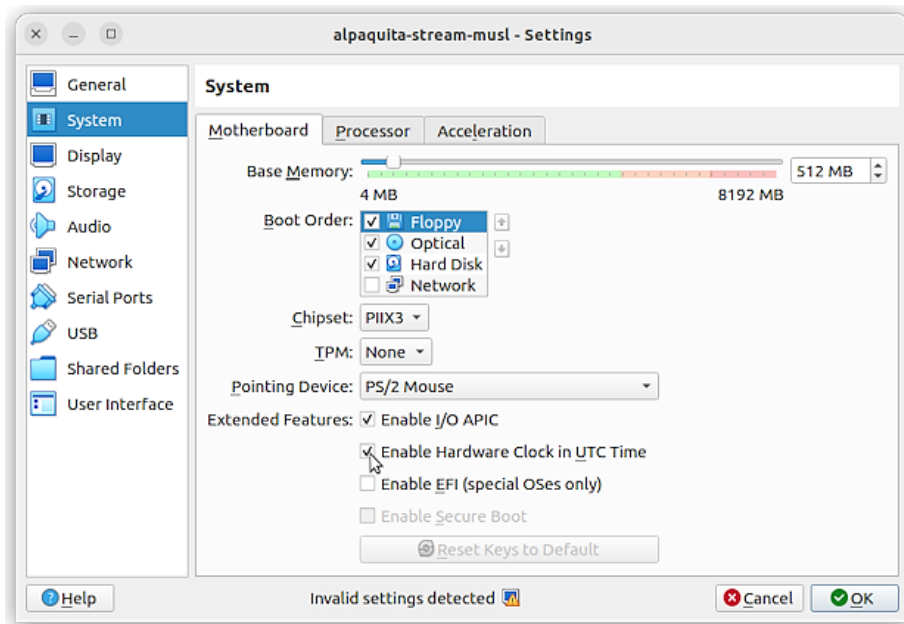 alpaquita-stream-musl - Settings
General
System
Display
Storage
Audio
Network
Serial Ports
USB
Shared Folders
User Interface
System
Motherboard Processor Acceleration
Base Memory: 512 MB
4 MB 8192 MB
Boot Order: Floppy
Optical
Hard Disk
Network
Chipset: PIIX3
TPM: None
Pointing Device: PS/2 Mouse
Extended Features: Enable I/O APIC
Enable Hardware Clock in UTC Time
Enable EFI (special OSes only)
Enable Secure Boot
Reset Keys to Default
Help Invalid settings detected Cancel OK